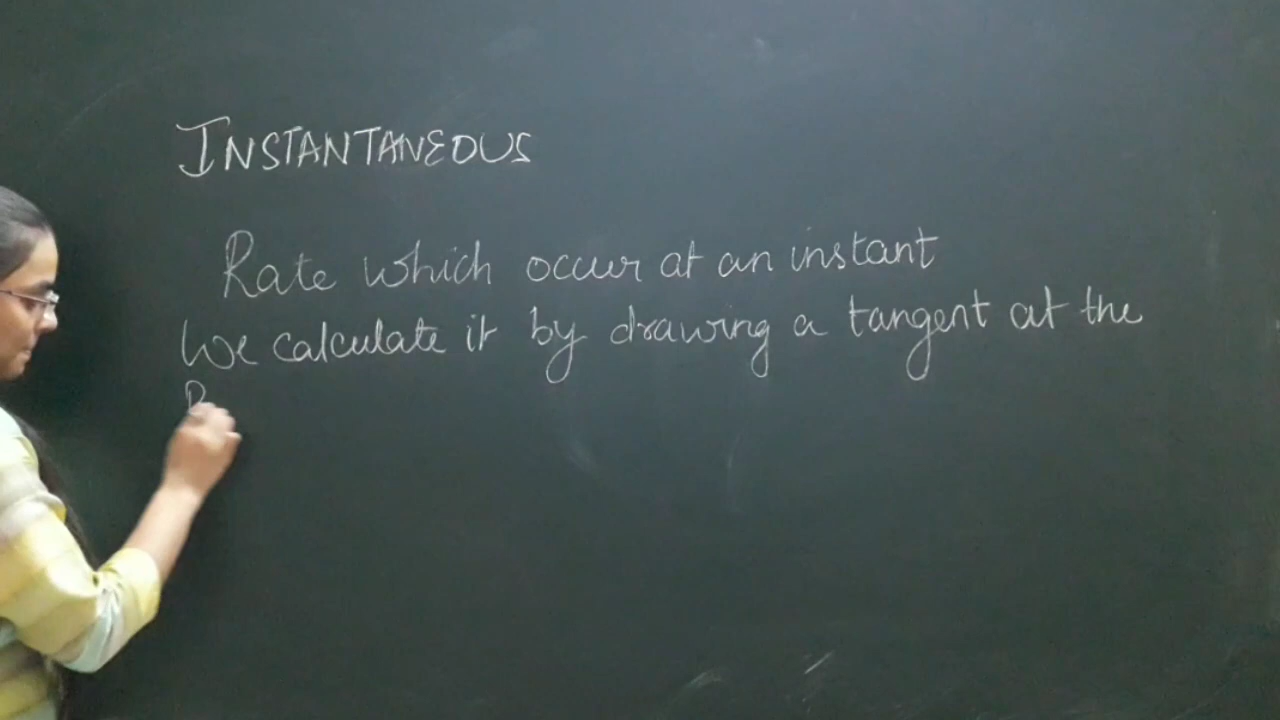 INSTANTANEOUS
Rate which occur at an instant
We calculate it by drawing a tangent at the